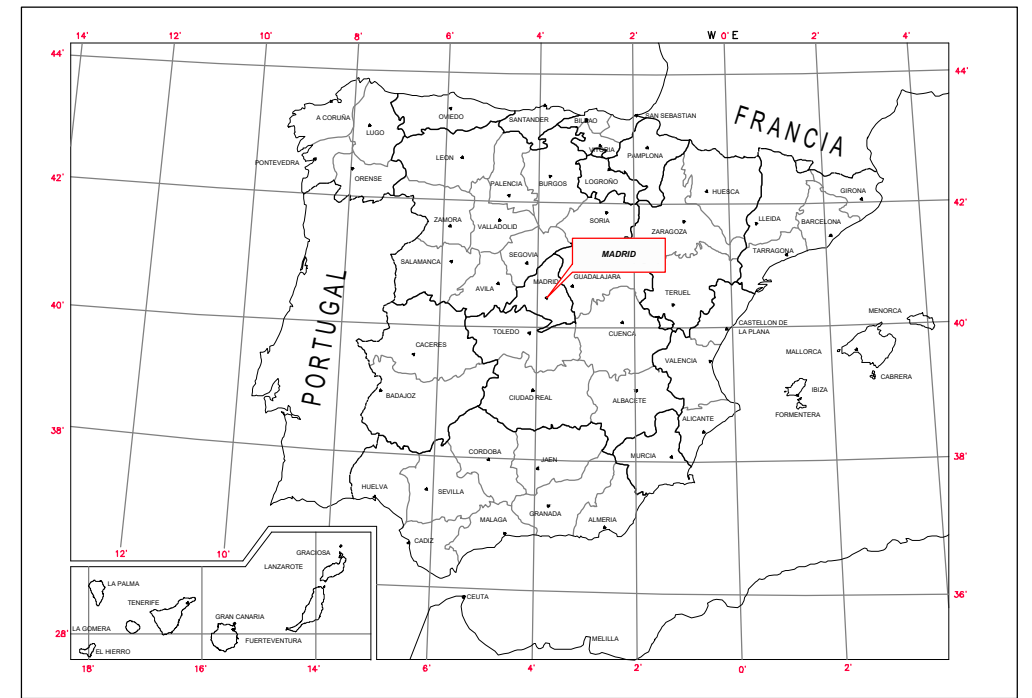 10' 8' 6' 4' 2' W 0' E 2' 4'
14'
12'
44'
44'
FRANCIA
A CORUÑA
LUGO
OVIEDO
SANTANDER
BILBAO
SAN SEBASTIAN
PONTEVEDRA
ORENSE
LEON
PALENCIA
BURGOS
VITORIA
LOGROÑO
PAMPLONA
HUESCA
GIRONA
42'
42'
ZAMORA
VALLADOLID
SORIA
ZARAGOZA
LLEIDA
BARCELONA
TARRAGONA
SALAMANCA
SEGOVIA
AVILA
MADRID
MADRID
GUADALAJARA
TERUEL
PORTUGAL
40'
40'
TOLEDO
CUENCA
CASTELLON DE
LA PLANA
MENORCA
MALLORCA
CABRERA
IBIZA
FORMENTERA
CACERES
VALENCIA
BADAJOZ
CIUDAD REAL
ALBACETE
ALICANTE
38'
38'
CORDOBA
JAEN
MURCIA
HUELVA
SEVILLA
GRANADA
ALMERIA
MALAGA
CADIZ
36'
CEUTA
MELILLA
12' 10'
GRACIOSA
LANZAROTE
LA PALMA
TENERIFE
GRAN CANARIA
LA GOMERA
FUERTEVENTURA
EL HIERRO
28'
18' 16' 14' 6' 4' 2' 0' 2'